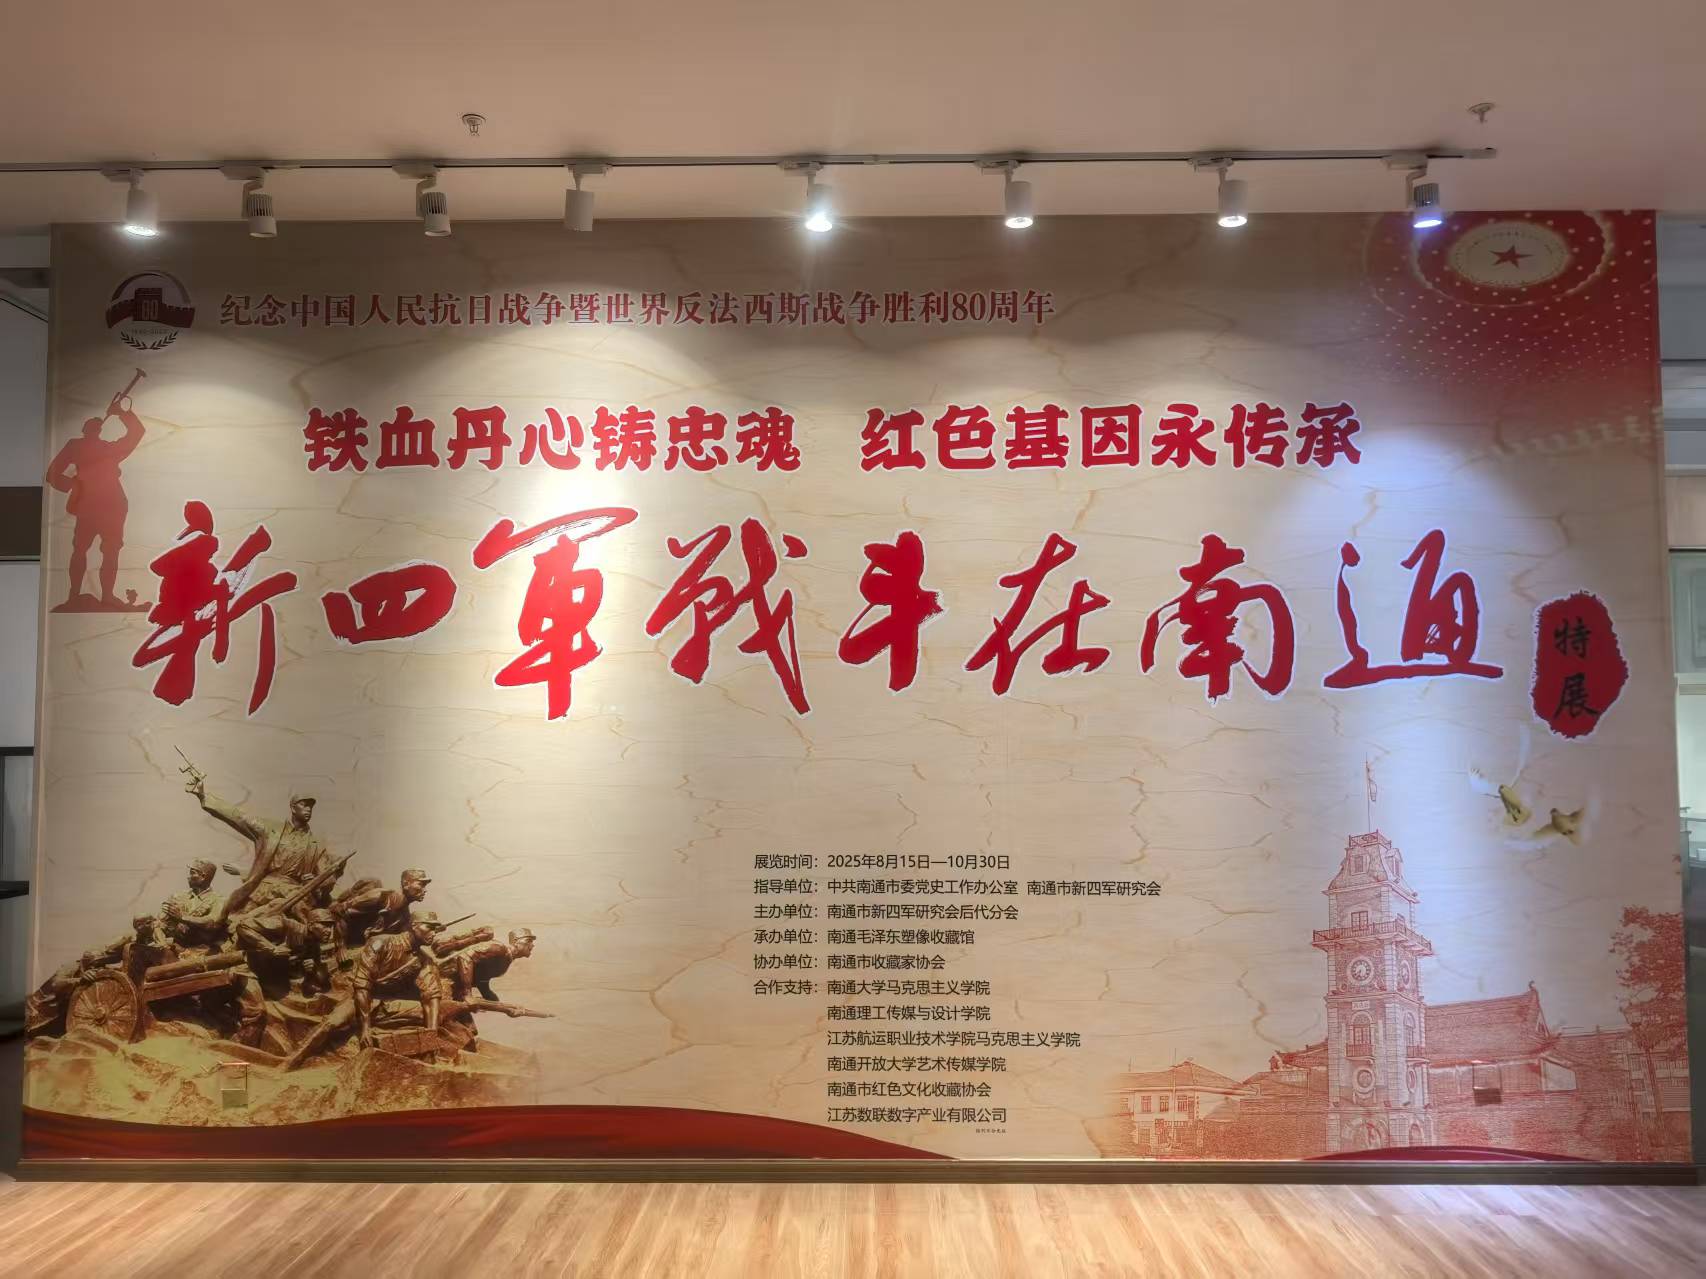 纪念中国人民抗日战争暨世界反法西斯战争胜利80周年
80
1945-2025
铁血丹心铸忠魂 红色基因永传承
新四軍戰斗在南通
特展
展览时间：2025年8月15日—10月30日
指导单位：中共南通市委党史工作办公室 南通市新四军研究会
主办单位：南通市新四军研究会后代分会
承办单位：南通毛泽东塑像收藏馆
协办单位：南通市收藏家协会
合作支持：南通大学马克思主义学院
南通理工传媒与设计学院
江苏航运职业技术学院马克思主义学院
南通开放大学艺术传媒学院
南通市红色文化收藏协会
江苏数联数字产业有限公司